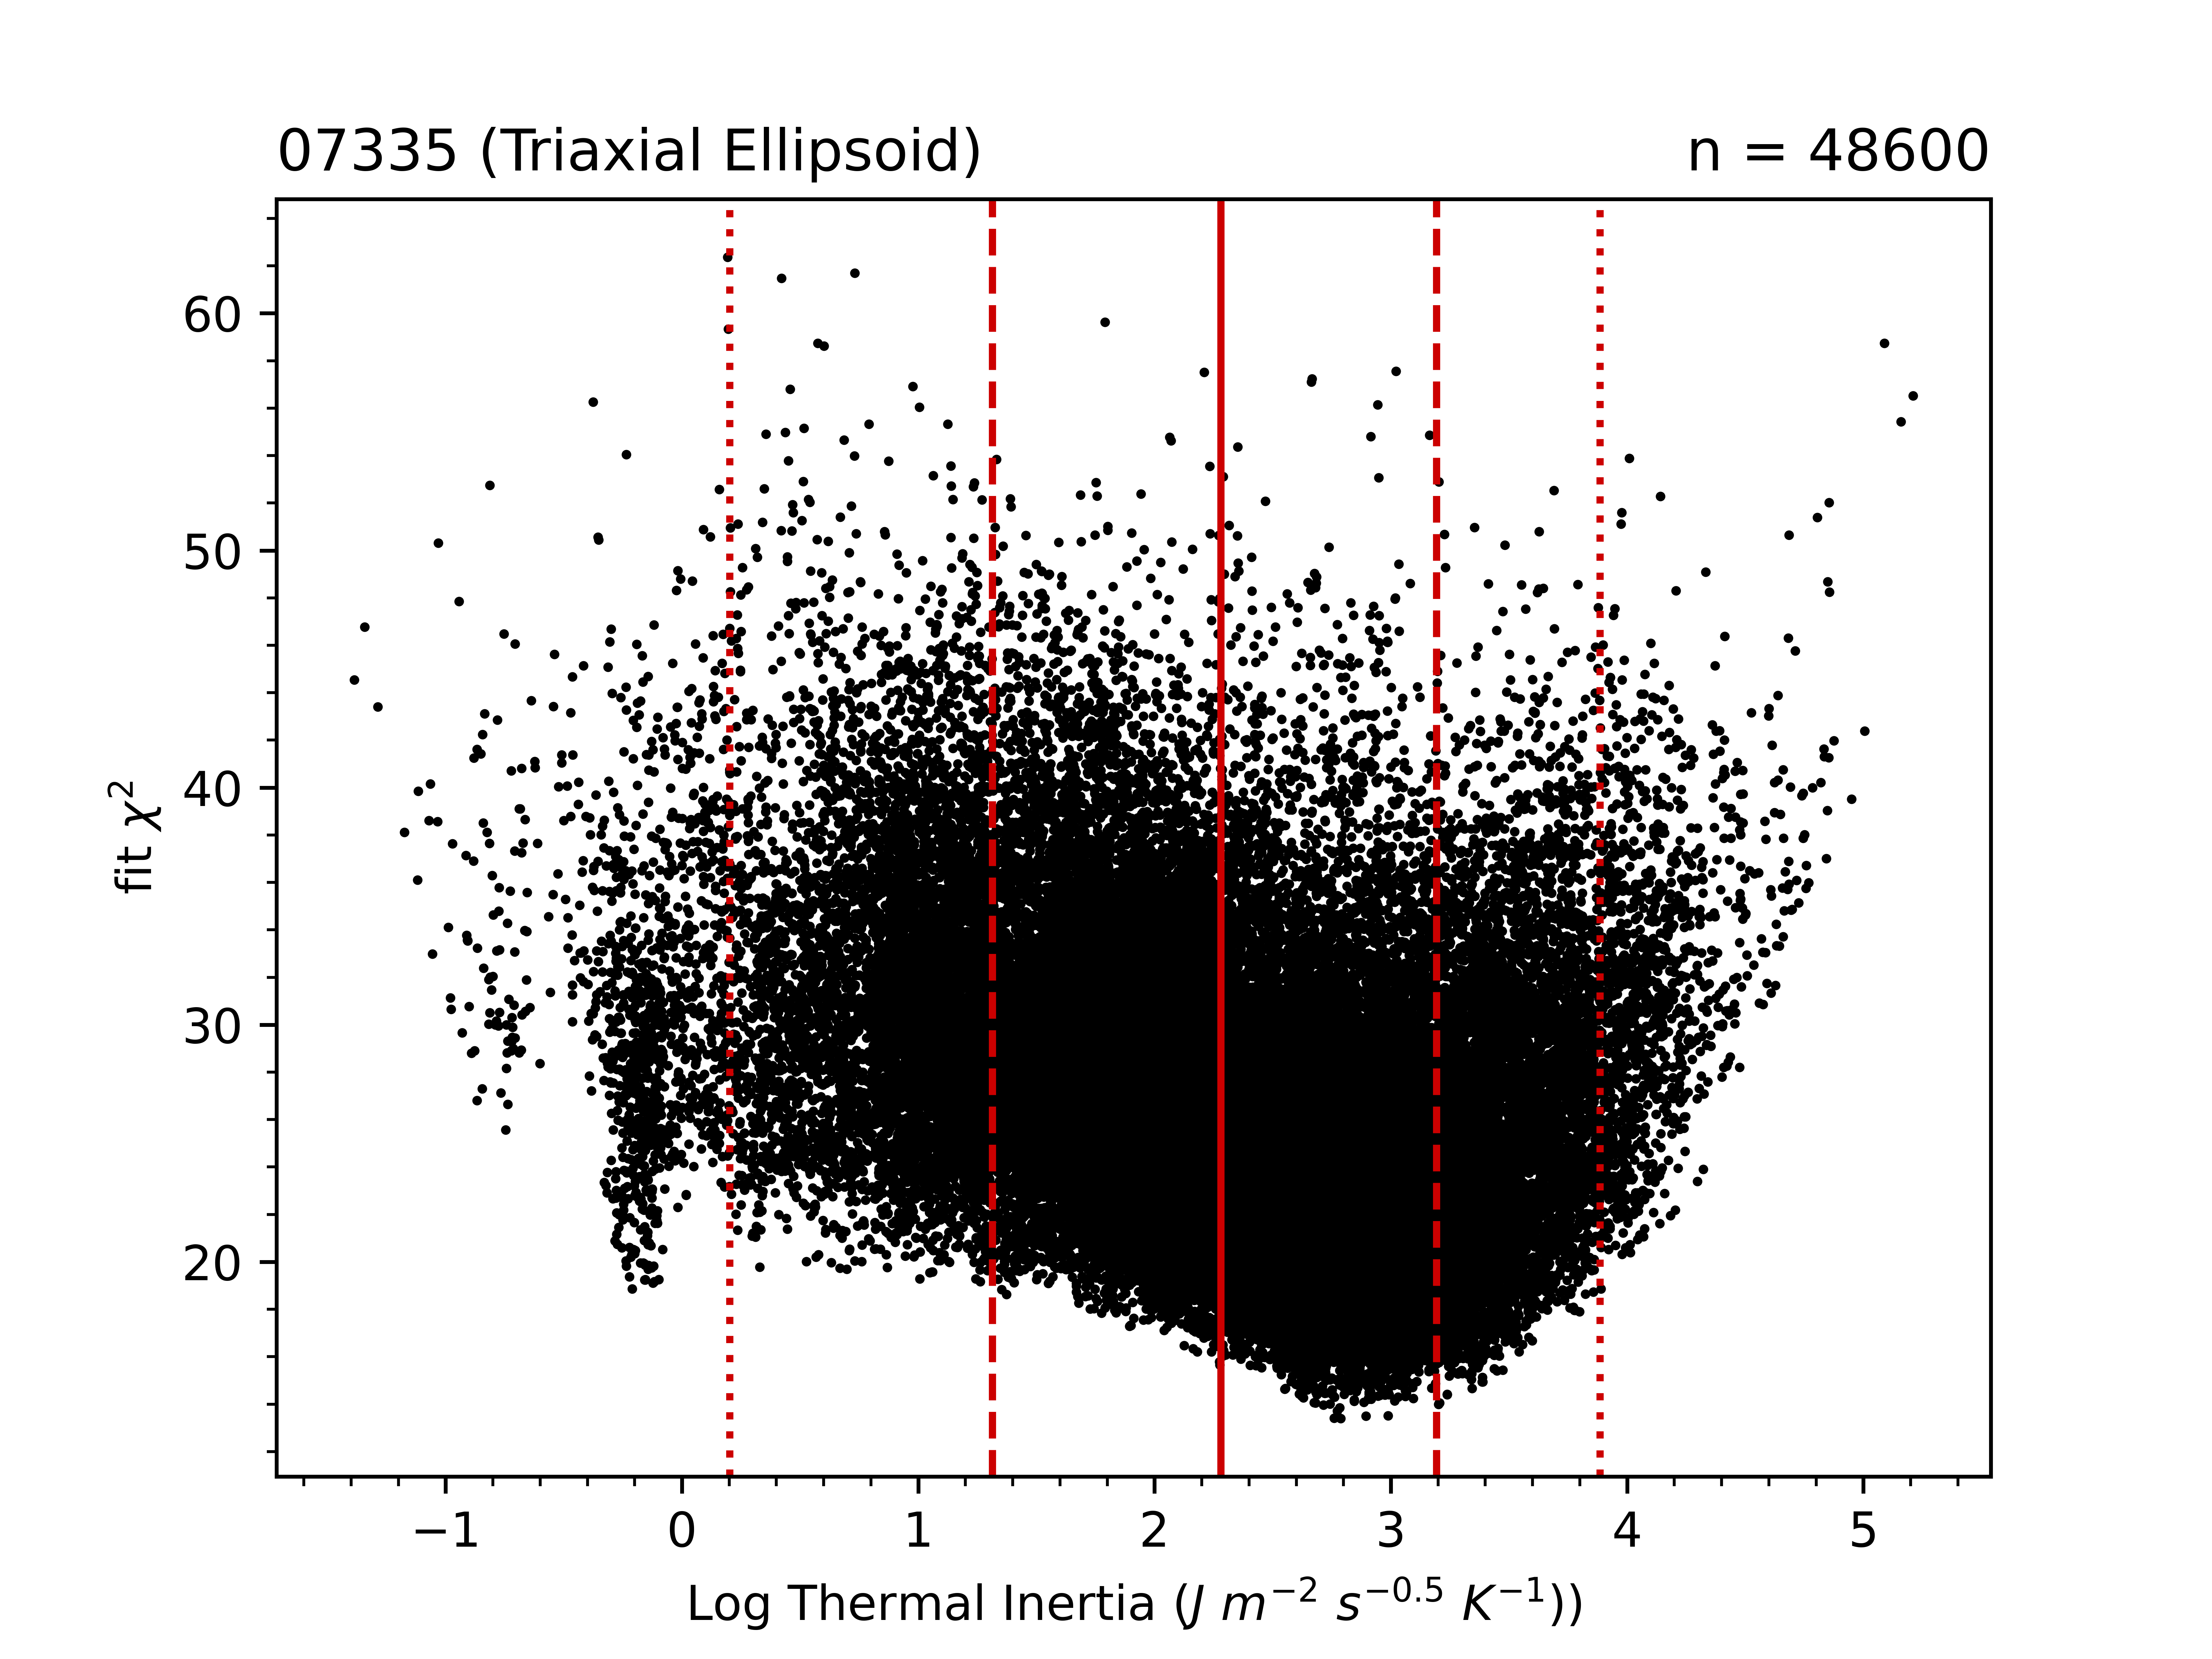 07335 (Triaxial Ellipsoid) n = 48600
60
50
40
30
20
fit χ²
−1 0 1 2 3 4 5
Log Thermal Inertia (J m⁻² s⁻⁰·⁵ K⁻¹))